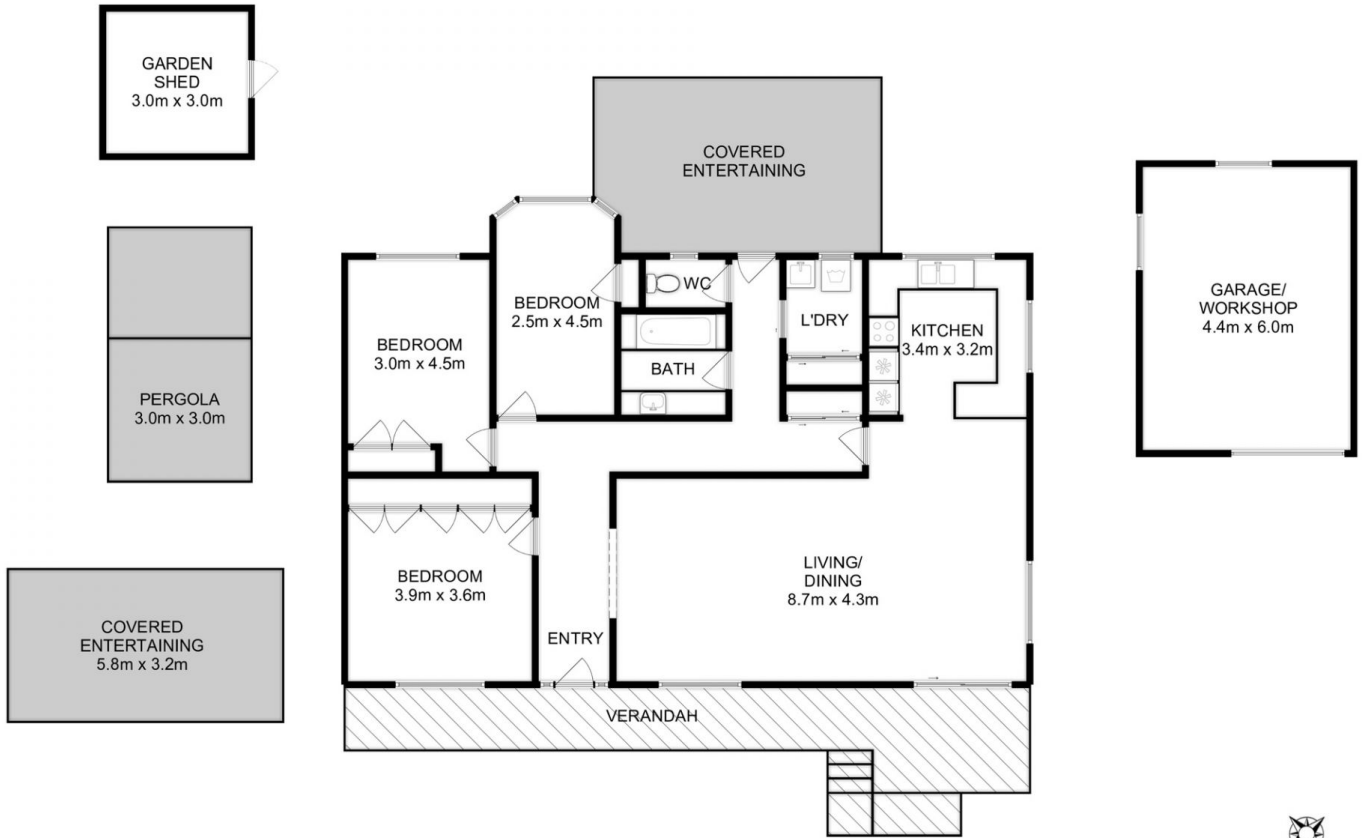 GARDEN
SHED
3.0m x 3.0m
COVERED
ENTERTAINING
BEDROOM
3.0m x 4.5m
BEDROOM
2.5m x 4.5m
WC
BATH
L'DRY
KITCHEN
3.4m x 3.2m
GARAGE/
WORKSHOP
4.4m x 6.0m
PERGOLA
3.0m x 3.0m
BEDROOM
3.9m x 3.6m
LIVING/
DINING
8.7m x 4.3m
ENTRY
COVERED
ENTERTAINING
5.8m x 3.2m
VERANDAH